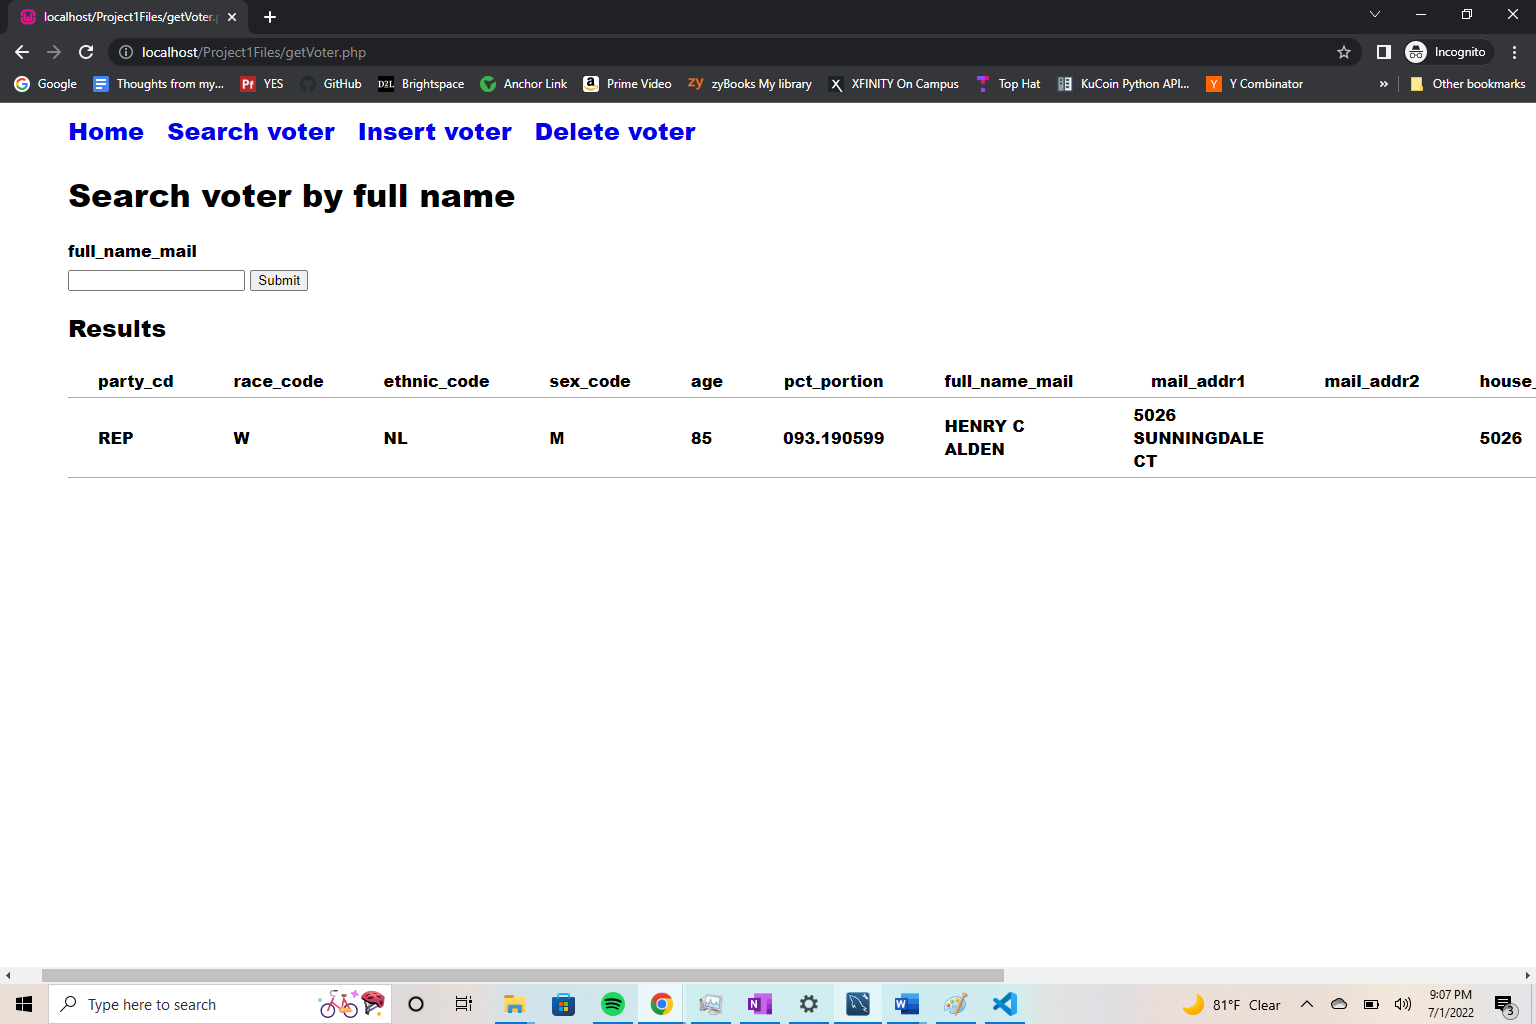 localhost/Project1Files/getVoter.p
localhost/Project1Files/getVoter.php
Incognito
Google Thoughts from my... Pf YES GitHub D2L Brightspace Anchor Link a Prime Video zy zyBooks My library X XFINITY On Campus Top Hat KuCoin Python API... Y Y Combinator » Other bookmarks
Home Search voter Insert voter Delete voter
Search voter by full name
full_name_mail
Submit
Results
party_cd race_code ethnic_code sex_code age pct_portion full_name_mail mail_addr1 mail_addr2 house_
REP W NL M 85 093.190599 HENRY C ALDEN 5026 SUNNINGDALE CT 5026
Type here to search
81°F Clear
9:07 PM
7/1/2022
3